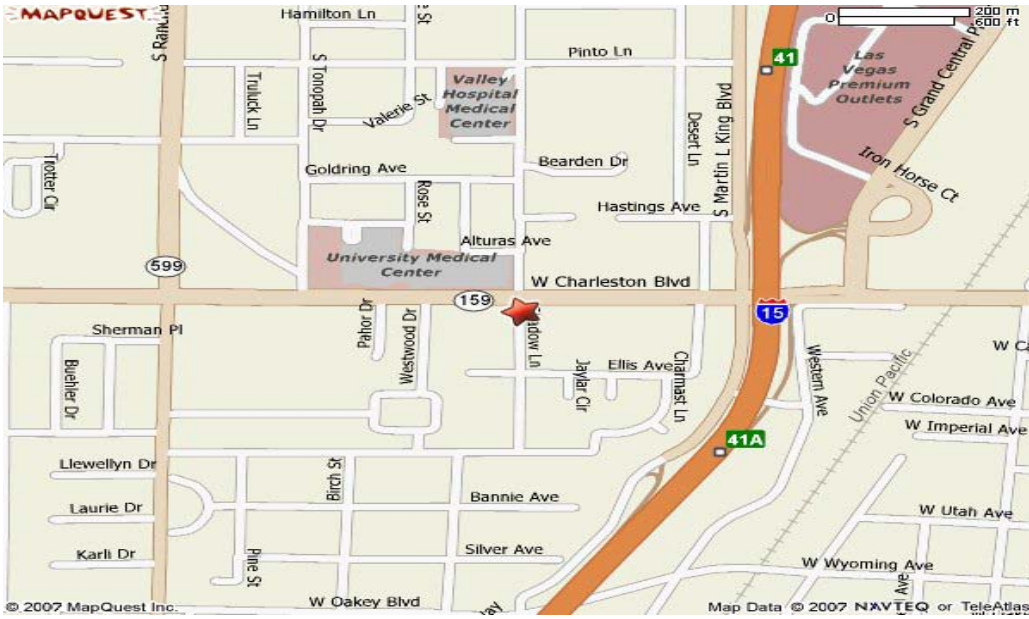 MAPQUEST
Hamilton Ln
200 m
0
600 ft
S Tonopah Dr
Pinto Ln
41
Las
Vegas
Premium
Outlets
S Grand Central
Truluck Ln
Valerie St
Valley
Hospital
Medical
Center
Desert Ln
S Martin L King Blvd
Trotter Cir
Goldring Ave
Bearden Dr
Iron Horse Ct
Rose St
Hastings Ave
Alturas Ave
599
University Medical
Center
W Charleston Blvd
159
15
Sherman Pl
Pahor Dr
Westwood Dr
adow Ln
Buehler Dr
Jaylar Cir
Ellis Ave
Charmast Ln
Western Ave
Union Pacific
W Colorado Ave
W Imperial Ave
41A
Llewellyn Dr
Birch St
Bannie Ave
Laurie Dr
W Utah Ave
Karli Dr
Pine St
Silver Ave
W Wyoming Ave
Ave
W Oakey Blvd
way
© 2007 MapQuest Inc.
Map Data © 2007 NAVTEQ or TeleAtlas